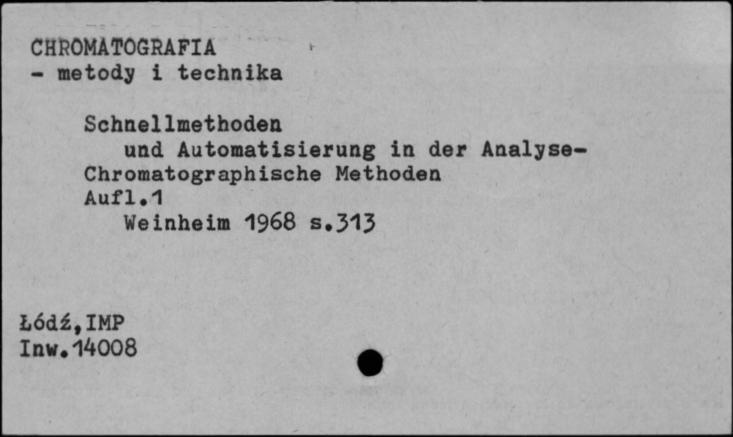 CHROMATOGRAFIA
- metody i technika
Schnellmethoden
und Automatisierung in der Analyse-
Chromatographische Methoden
Aufl.1
Weinheim 1968 s.313
Łódź,IMP
Inw.14008